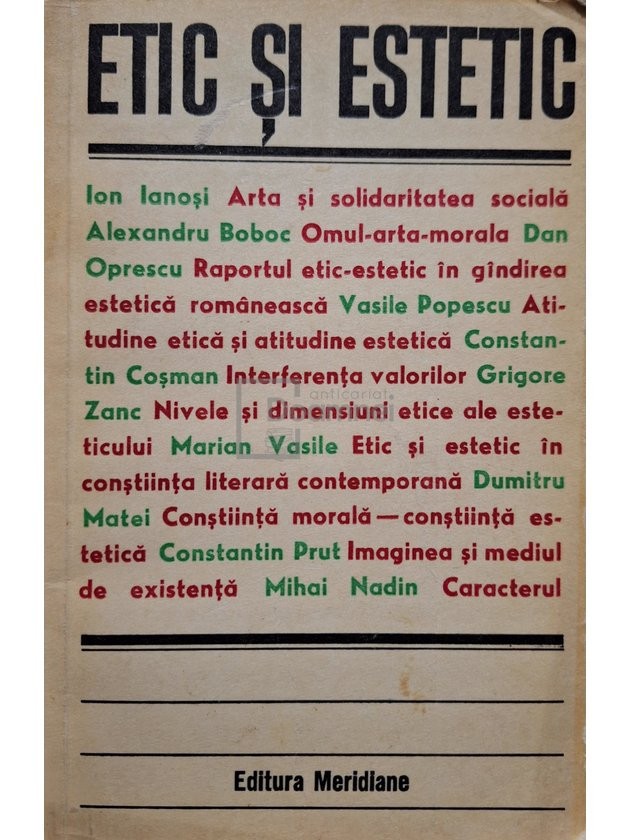 ETIC ȘI ESTETIC
Ion Ianoși Arta și solidaritatea socială
Alexandru Boboc Omul-arta-morala Dan
Oprescu Raportul etic-estetic în gîndirea
estetică românească Vasile Popescu Ati-
tudine etică și atitudine estetică Constan-
tin Coșman Interferența valorilor Grigore
Zanc Nivele și dimensiuni etice ale este-
ticului Marian Vasile Etic și estetic în
conștiința literară contemporană Dumitru
Matei Conștiință morală — conștiință es-
tetică Constantin Prut Imaginea și mediul
de existență Mihai Nadin Caracterul
Editura Meridiane